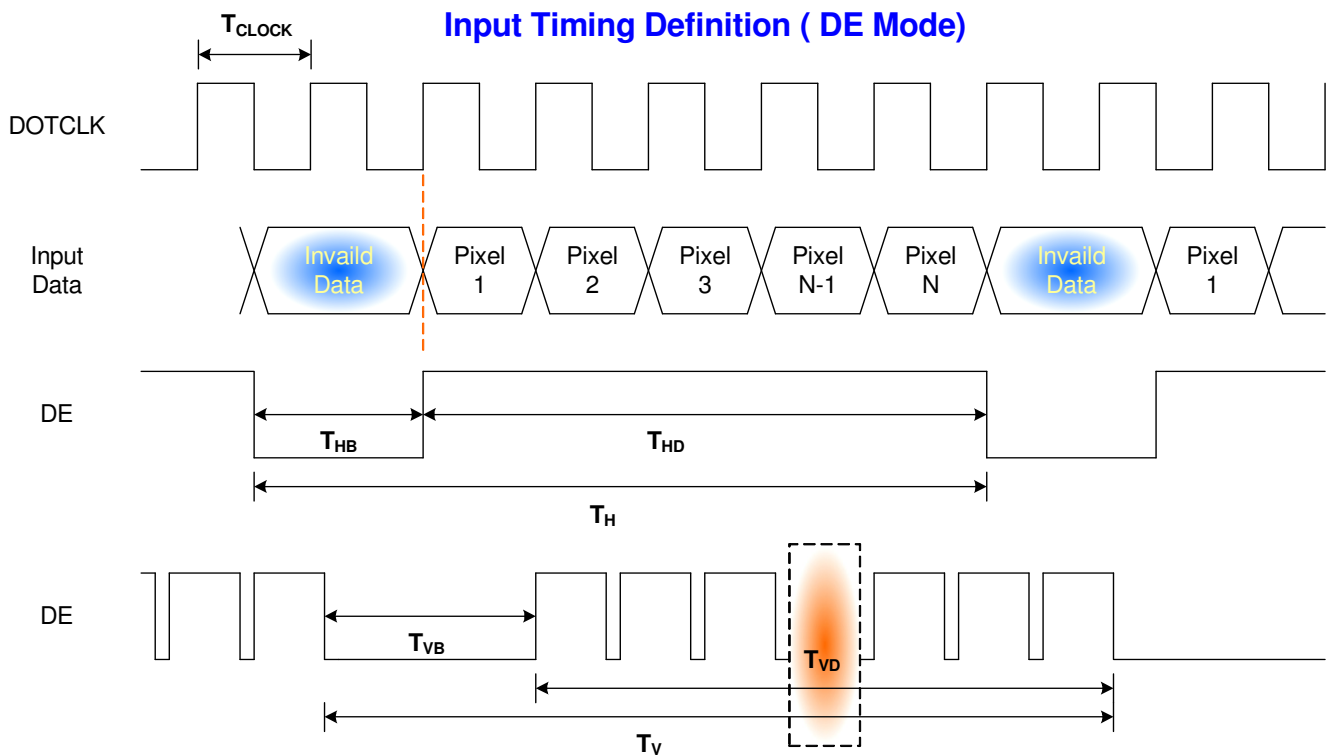 Input Timing Definition ( DE Mode)
TCLOCK
DOTCLK
Input
Data
Invaild
Data
Pixel
1
Pixel
2
Pixel
3
Pixel
N-1
Pixel
N
Invaild
Data
Pixel
1
DE
THB
THD
TH
DE
TVB
TVD
TV